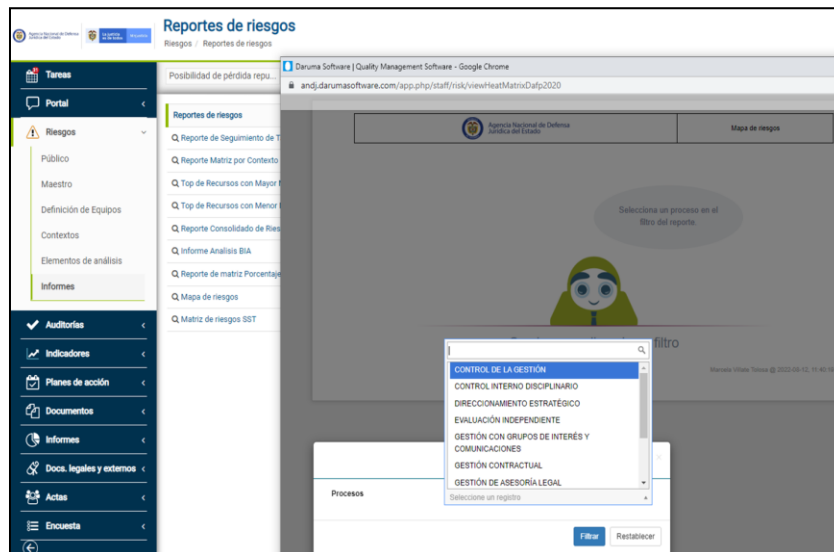 Agencia Nacional de Defensa
Jurídica del Estado
Reportes de riesgos
Riesgos / Reportes de riesgos
Tareas
Portal
Riesgos
Público
Maestro
Definición de Equipos
Contextos
Elementos de análisis
Informes
Auditorías
Indicadores
Planes de acción
Documentos
Informes
Docs. legales y externos
Actas
Encuesta
Posibilidad de pérdida repu...
Reportes de riesgos
Reporte de Seguimiento de T
Reporte Matriz por Contexto
Top de Recursos con Mayor
Top de Recursos con Menor
Reporte Consolidado de Ries
Informe Analisis BIA
Reporte de matriz Porcentaje
Mapa de riesgos
Matriz de riesgos SST
Daruma Software | Quality Management Software - Google Chrome
andj.darumasoftware.com/app.php/staff/risk/viewHeatMatrixDafp2020
Agencia Nacional de Defensa
Jurídica del Estado
Mapa de riesgos
Selecciona un proceso en el
filtro del reporte.
filtro
CONTROL DE LA GESTIÓN
CONTROL INTERNO DISCIPLINARIO
DIRECCIONAMIENTO ESTRATÉGICO
EVALUACIÓN INDEPENDIENTE
GESTIÓN CON GRUPOS DE INTERÉS Y
COMUNICACIONES
GESTIÓN CONTRACTUAL
GESTIÓN DE ASESORÍA LEGAL
Procesos
Seleccione un registro
Filtrar
Restablecer